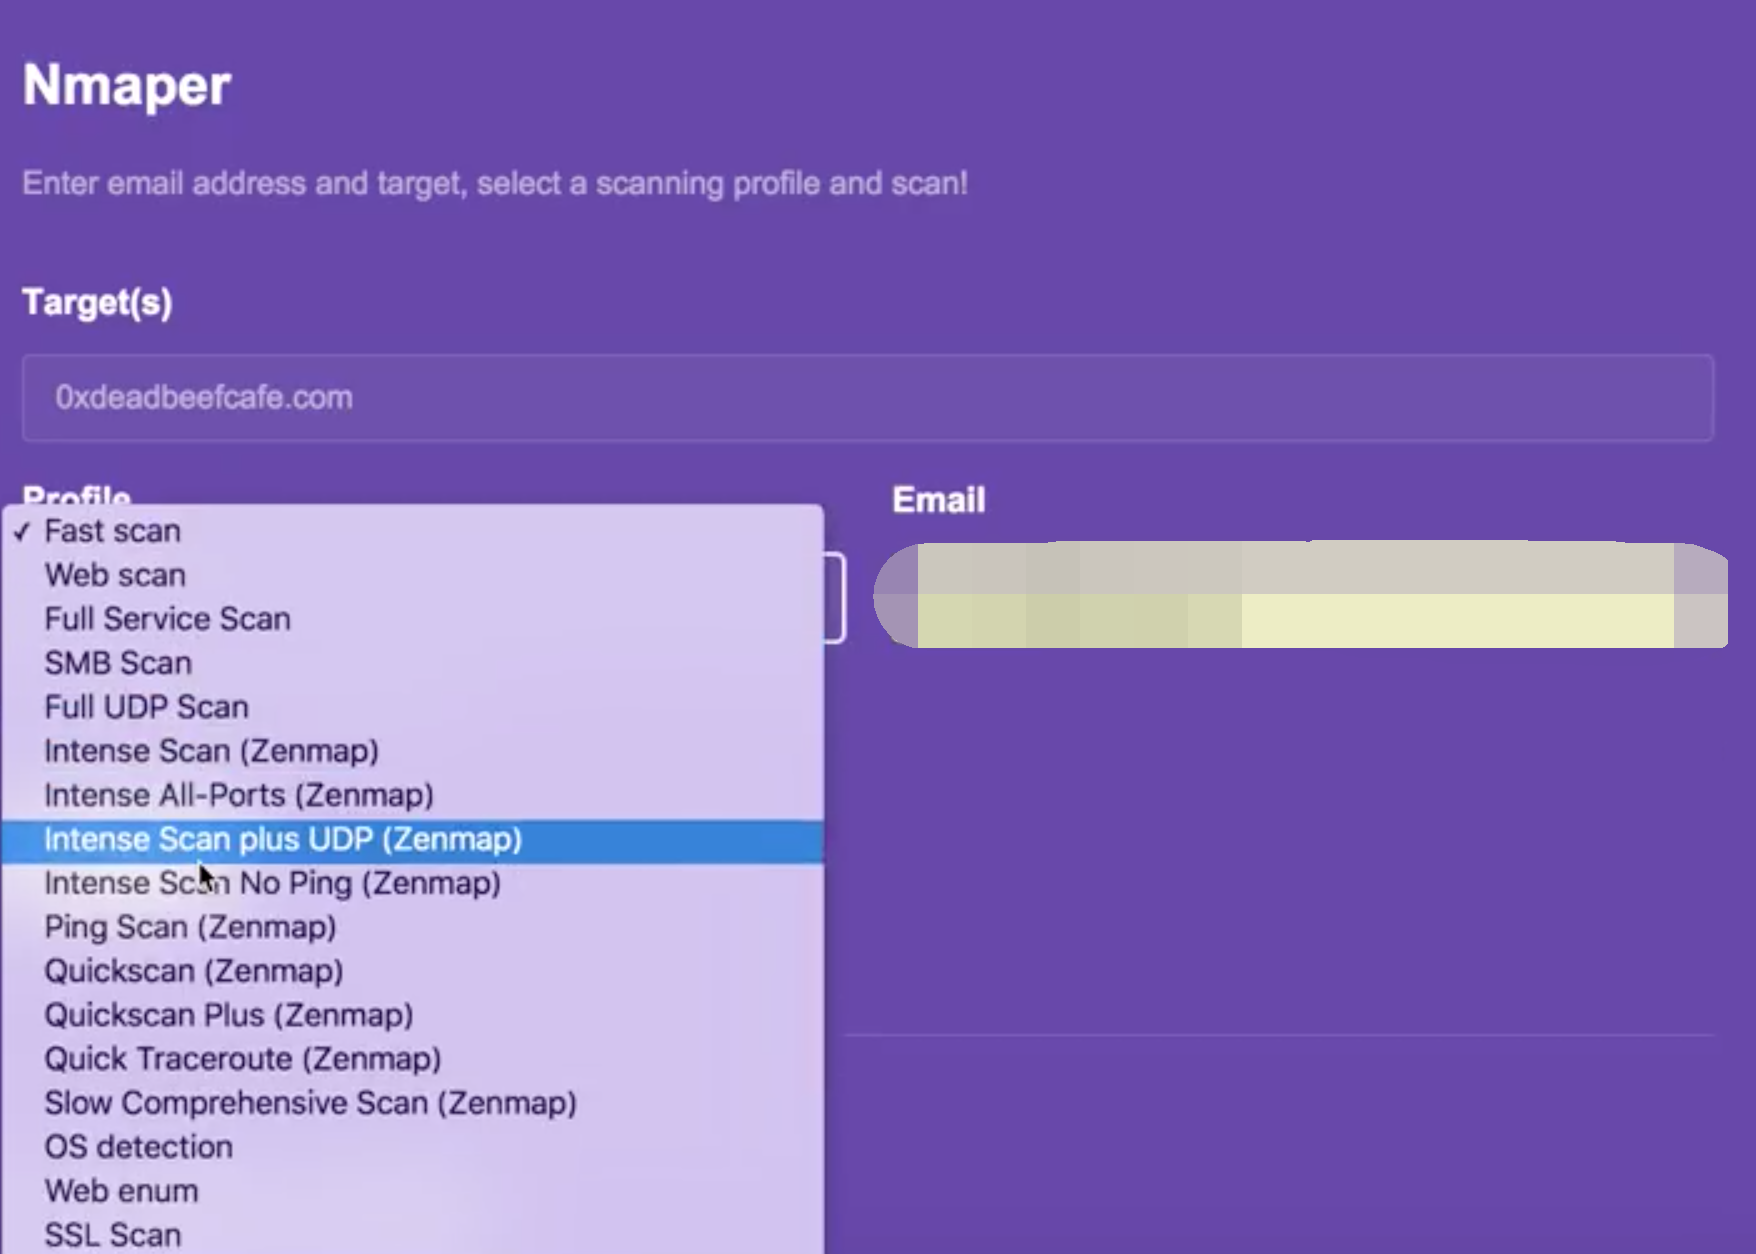 Nmaper
Enter email address and target, select a scanning profile and scan!
Target(s)
0xdeadbeefcafe.com
Profile
Email
✓ Fast scan
Web scan
Full Service Scan
SMB Scan
Full UDP Scan
Intense Scan (Zenmap)
Intense All-Ports (Zenmap)
Intense Scan plus UDP (Zenmap)
Intense Scan No Ping (Zenmap)
Ping Scan (Zenmap)
Quickscan (Zenmap)
Quickscan Plus (Zenmap)
Quick Traceroute (Zenmap)
Slow Comprehensive Scan (Zenmap)
OS detection
Web enum
SSL Scan